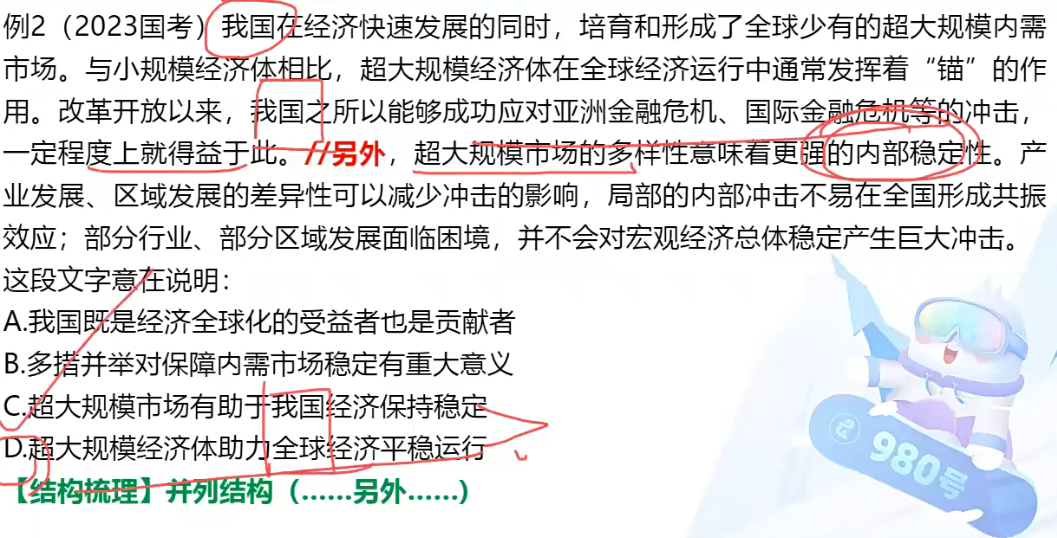 例2（2023国考）我国在经济快速发展的同时，培育和形成了全球少有的超大规模内需
市场。与小规模经济体相比，超大规模经济体在全球经济运行中通常发挥着“锚”的作
用。改革开放以来，我国之所以能够成功应对亚洲金融危机、国际金融危机等的冲击，
一定程度上就得益于此。//另外，超大规模市场的多样性意味着更强的内部稳定性。产
业发展、区域发展的差异性可以减少冲击的影响，局部的内部冲击不易在全国形成共振
效应；部分行业、部分区域发展面临困境，并不会对宏观经济总体稳定产生巨大冲击。
这段文字意在说明：
A.我国既是经济全球化的受益者也是贡献者
B.多措并举对保障内需市场稳定有重大意义
C.超大规模市场有助于我国经济保持稳定
D.超大规模经济体助力全球经济平稳运行
【结构梳理】并列结构（……另外……）
980号